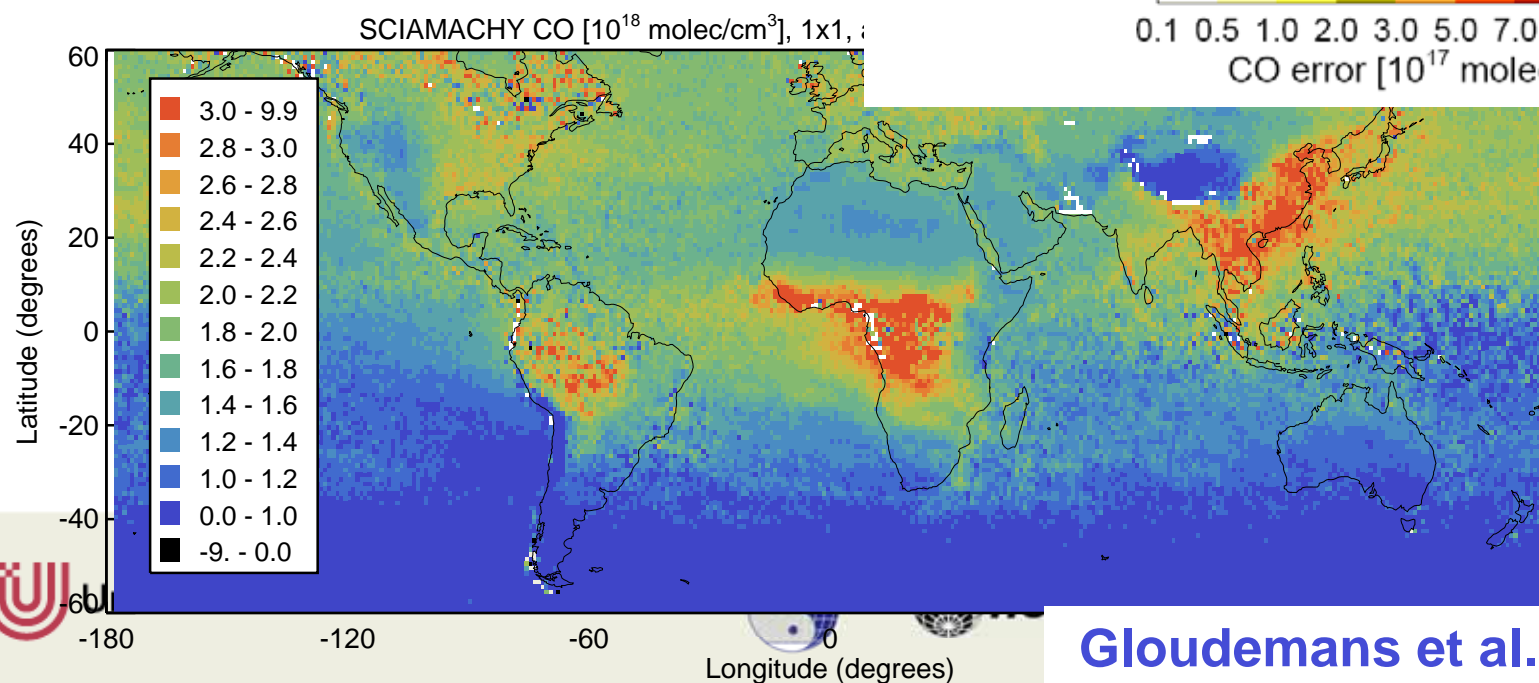 SCIAMACHY CO [10¹⁸ molec/cm³], 1x1,
0.1 0.5 1.0 2.0 3.0 5.0 7.0
CO error [10¹⁷
Latitude (degrees)
60
40
20
0
-20
-40
-60
3.0 - 9.9
2.8 - 3.0
2.6 - 2.8
2.4 - 2.6
2.2 - 2.4
2.0 - 2.2
1.8 - 2.0
1.6 - 1.8
1.4 - 1.6
1.2 - 1.4
1.0 - 1.2
0.0 - 1.0
-9. - 0.0
-180 -120 -60 0
Longitude (degrees)
Gloudemans et al.